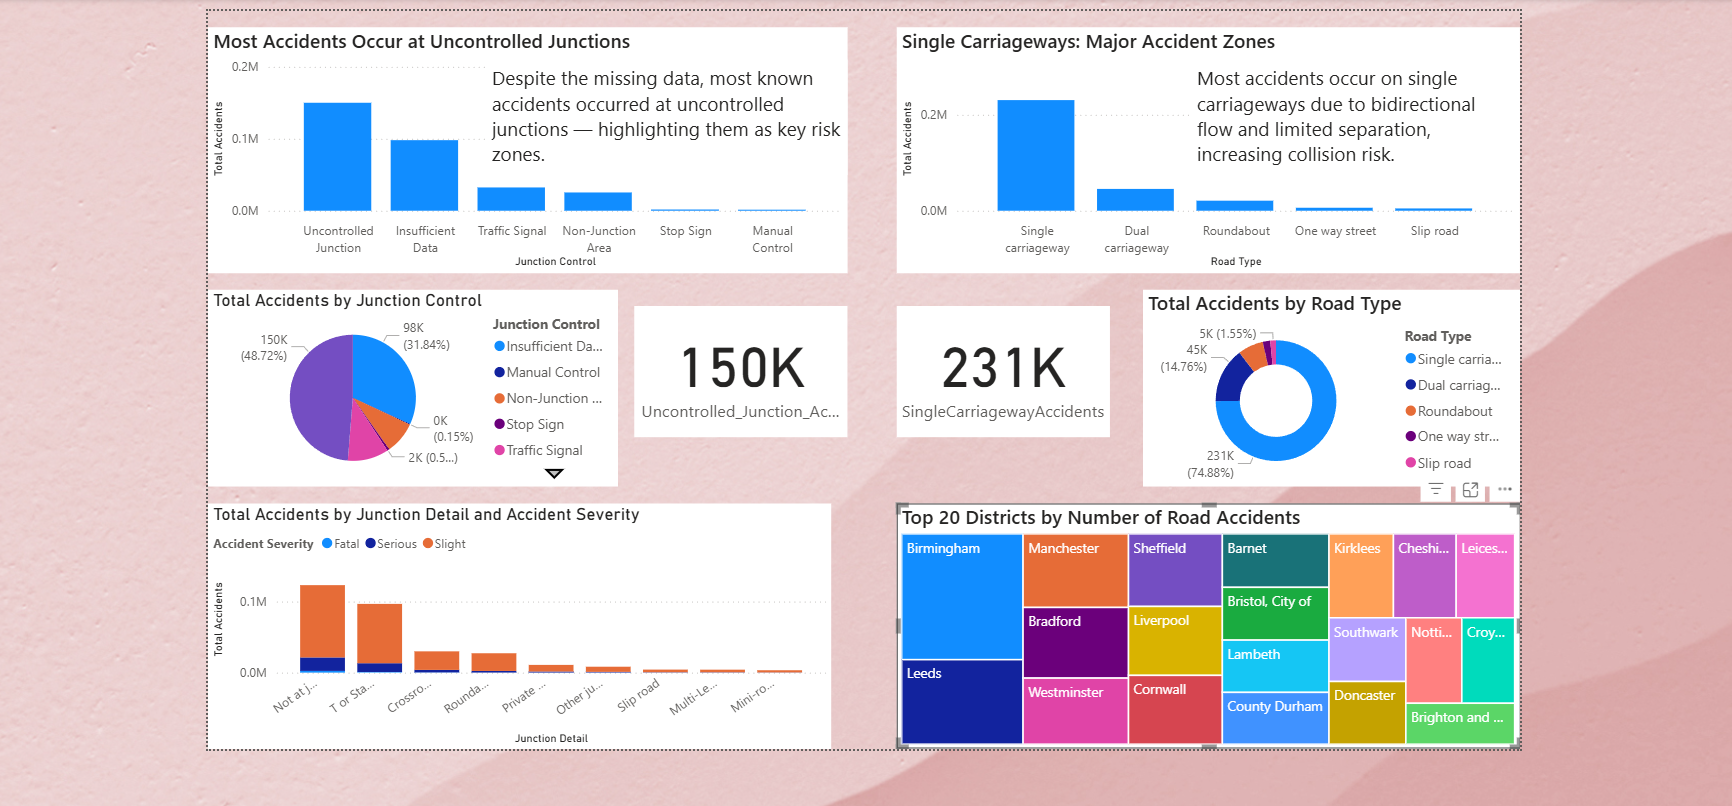 Most Accidents Occur at Uncontrolled Junctions
Total Accidents
0.2M
0.1M
0.0M
Despite the missing data, most known
accidents occurred at uncontrolled
junctions — highlighting them as key risk
zones.
Uncontrolled
Junction
Insufficient
Data
Traffic Signal
Non-Junction
Area
Stop Sign
Manual
Control
Junction Control
Single Carriageways: Major Accident Zones
Total Accidents
0.2M
0.0M
Most accidents occur on single
carriageways due to bidirectional
flow and limited separation,
increasing collision risk.
Single
carriageway
Dual
carriageway
Roundabout
One way street
Slip road
Road Type
Total Accidents by Junction Control
150K
(48.72%)
98K
(31.84%)
0K
(0.15%)
2K (0.5...)
Junction Control
Insufficient Da...
Manual Control
Non-Junction ...
Stop Sign
Traffic Signal
150K
Uncontrolled_Junction_Ac...
231K
SingleCarriagewayAccidents
Total Accidents by Road Type
5K (1.55%)
45K
(14.76%)
231K
(74.88%)
Road Type
Single carria...
Dual carriag...
Roundabout
One way str...
Slip road
Total Accidents by Junction Detail and Accident Severity
Accident Severity
Fatal
Serious
Slight
Total Accidents
0.1M
0.0M
Not at j...
T or Sta...
Crossro...
Rounda...
Private ...
Other ju...
Slip road
Multi-Le...
Mini-ro...
Junction Detail
Top 20 Districts by Number of Road Accidents
Birmingham
Leeds
Manchester
Bradford
Westminster
Sheffield
Liverpool
Cornwall
Barnet
Bristol, City of
Lambeth
County Durham
Kirklees
Cheshi...
Leices...
Southwark
Notti...
Croy...
Doncaster
Brighton and ...